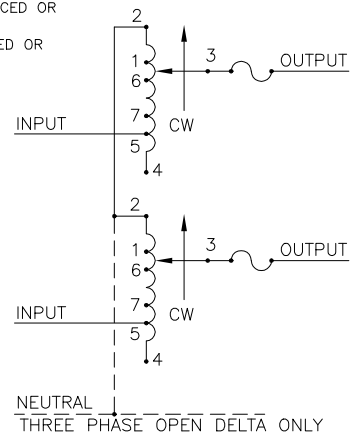 CED OR
ED OR
2
1
6
3
OUTPUT
7
INPUT
5
CW
4
2
1
6
3
OUTPUT
7
INPUT
5
CW
4
NEUTRAL
THREE PHASE OPEN DELTA ONLY